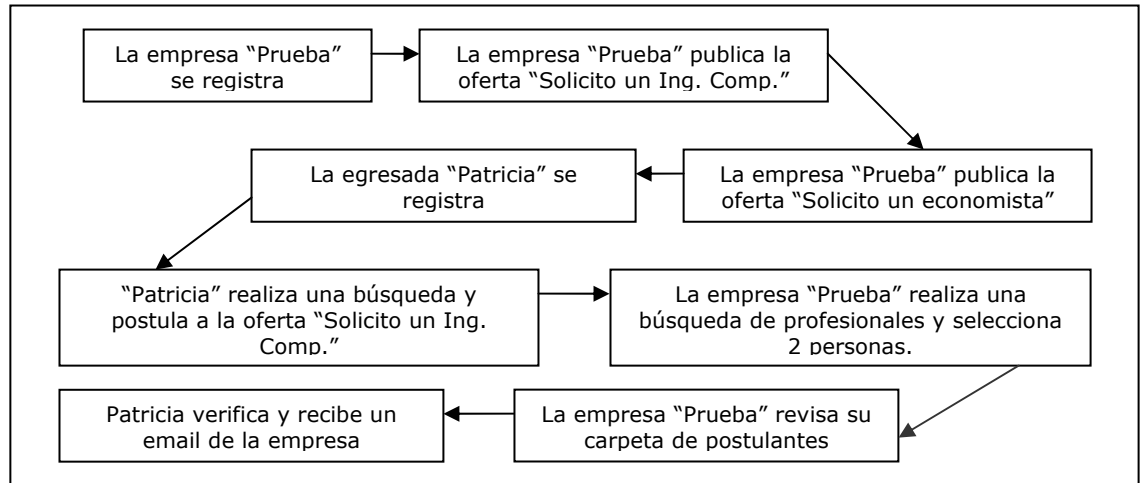 La empresa “Prueba”
se registra
La empresa “Prueba” publica la
oferta “Solicito un Ing. Comp.”
La egresada “Patricia” se
registra
La empresa “Prueba” publica la
oferta “Solicito un economista”
“Patricia” realiza una búsqueda y
postula a la oferta “Solicito un Ing.
Comp.”
La empresa “Prueba” realiza una
búsqueda de profesionales y selecciona
2 personas.
Patricia verifica y recibe un
email de la empresa
La empresa “Prueba” revisa su
carpeta de postulantes